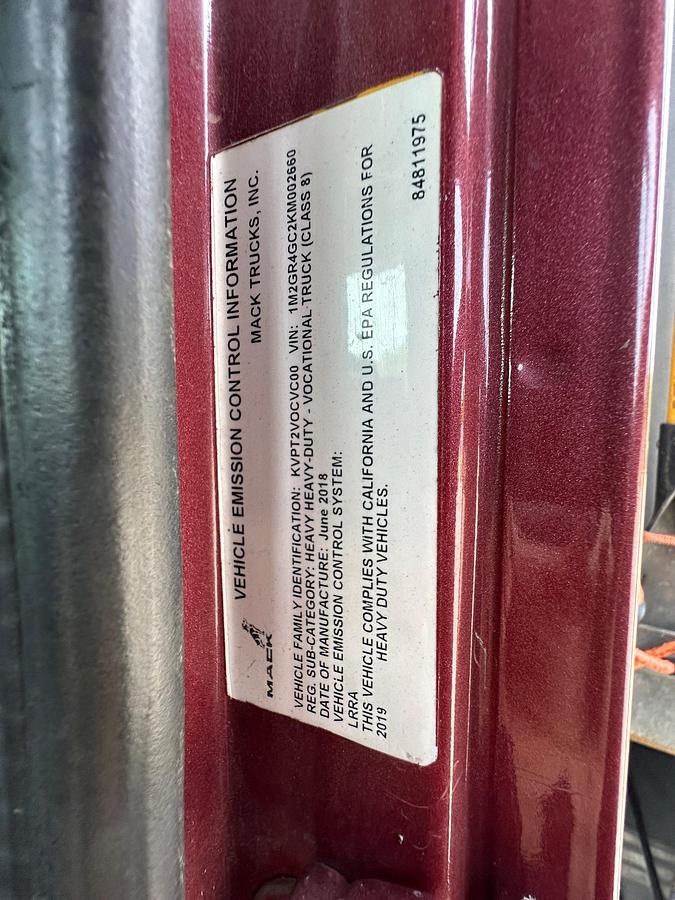 VEHICLE EMISSION CONTROL INFORMATION
MACK
MACK TRUCKS, INC.
VEHICLE FAMILY IDENTIFICATION: KVPT2VOCVC00 VIN: 1M2GR4GC2KM002660
REG. SUB-CATEGORY: HEAVY HEAVY-DUTY - VOCATIONAL TRUCK (CLASS 8)
DATE OF MANUFACTURE: June 2018
VEHICLE EMISSION CONTROL SYSTEM:
LRRA
THIS VEHICLE COMPLIES WITH CALIFORNIA AND U.S. EPA REGULATIONS FOR
2019 HEAVY DUTY VEHICLES.
84811975